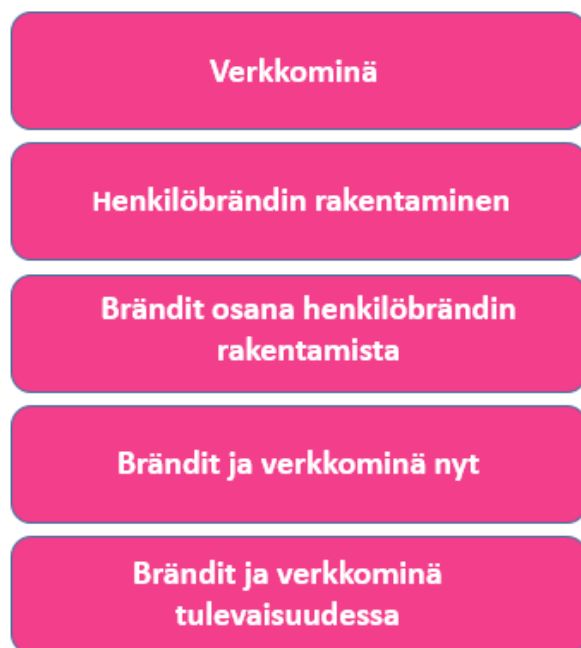 Verkkominä
Henkilöbrändin rakentaminen
Brändit osana henkilöbrändin
rakentamista
Brändit ja verkkominä nyt
Brändit ja verkkominä
tulevaisuudessa